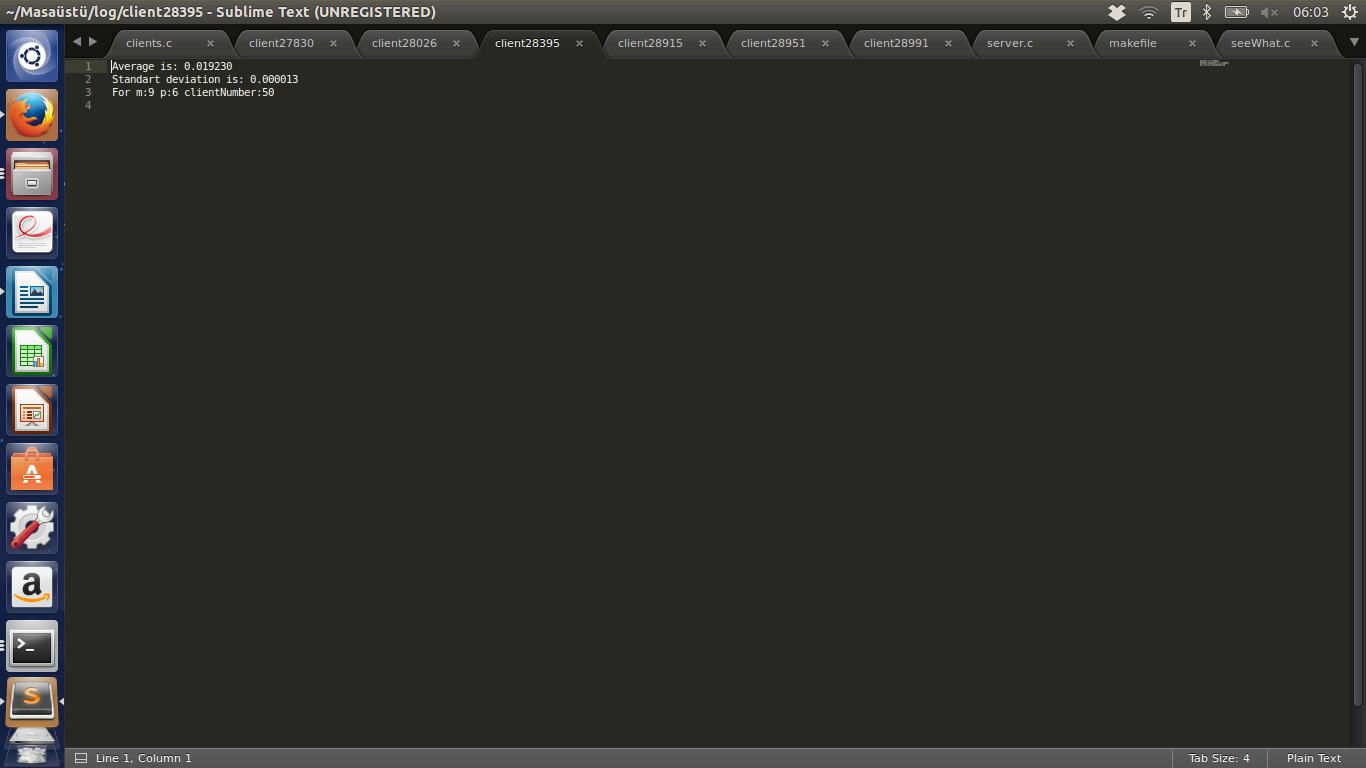 ~/Masaüstü/log/client28395 - Sublime Text (UNREGISTERED)
Tr
06:03
clients.c
client27830
client28026
client28395
client28915
client28951
client28991
server.c
makefile
seeWhat.c
1 Average is: 0.019230
2 Standart deviation is: 0.000013
3 For m:9 p:6 clientNumber:50
4
Line 1, Column 1
Tab Size: 4
Plain Text